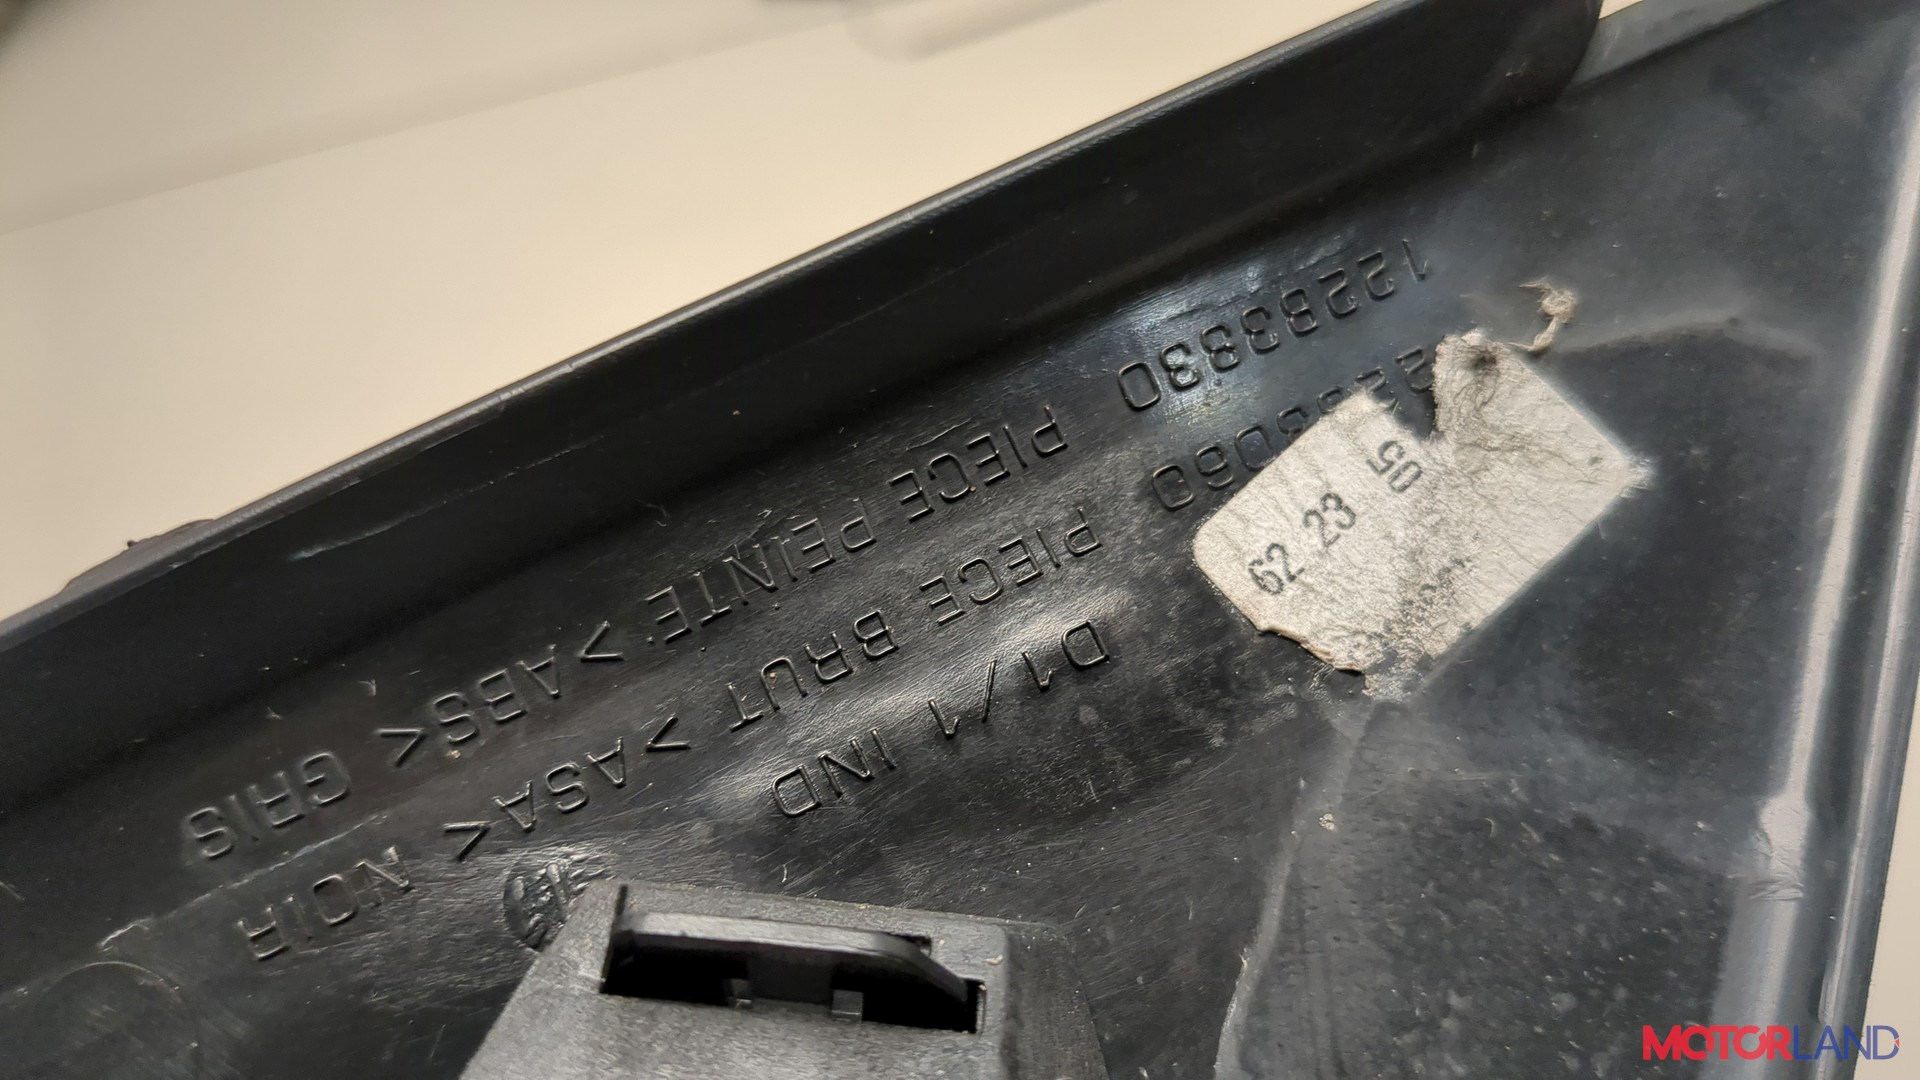 12283830 PIECE PEINTE >ABS< GRIS
PIECE BRUT >ASA< NOIR
D1/1 IND
62 23 05
MOTORLAND